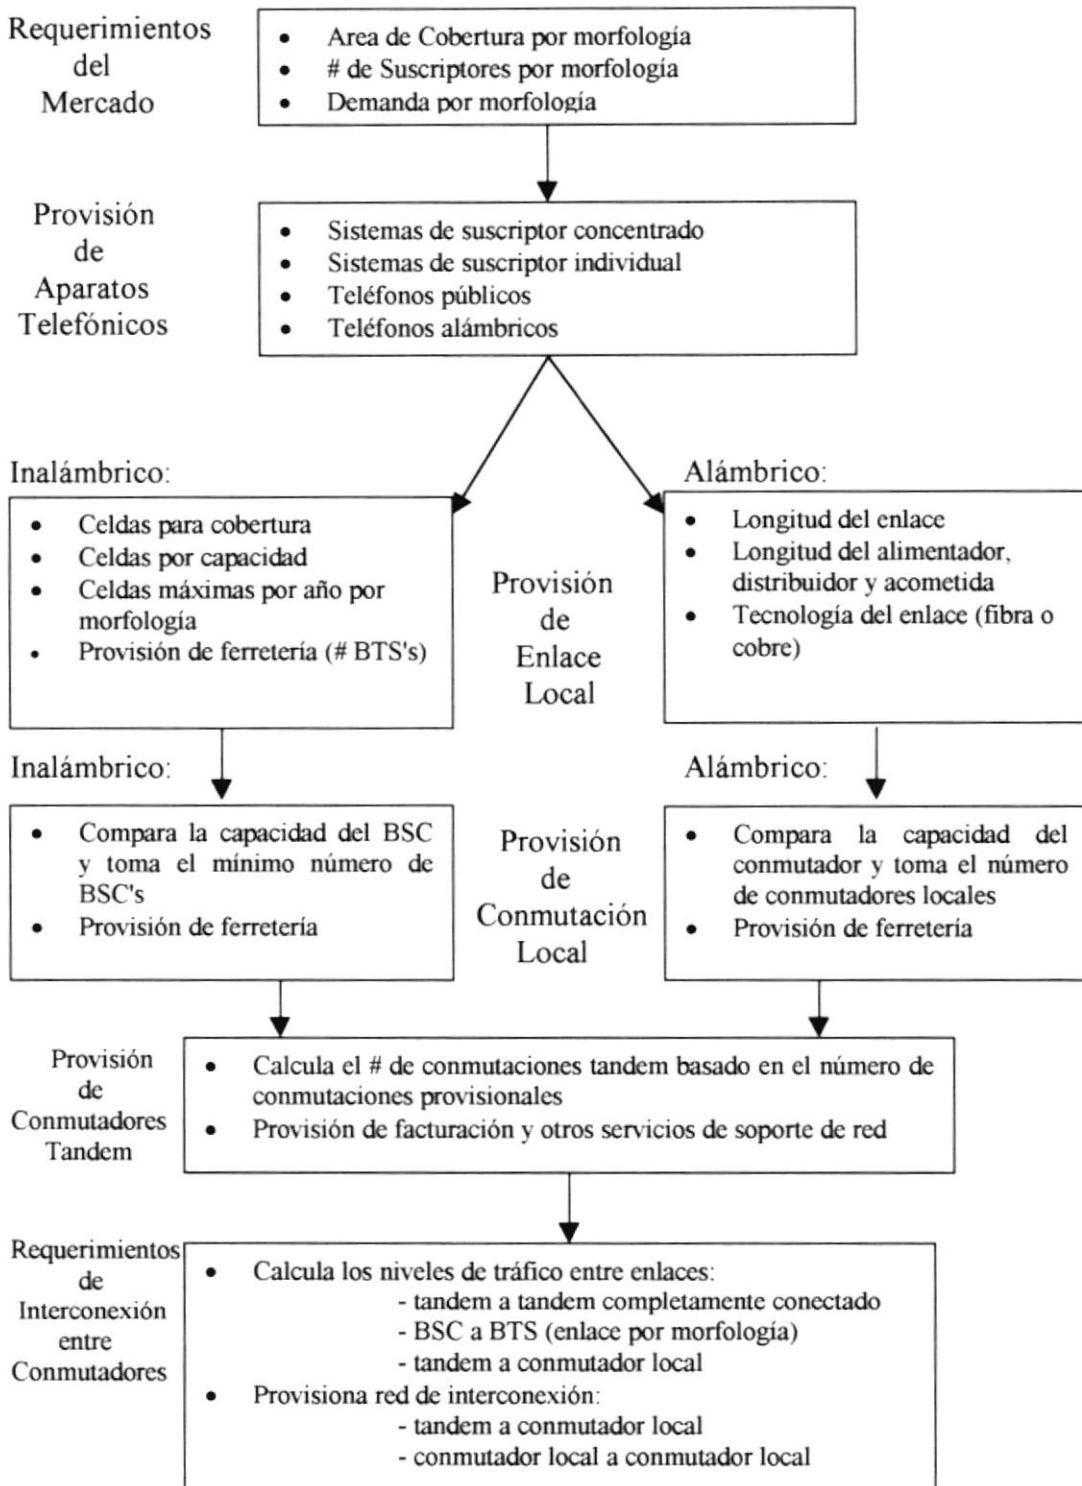 Requerimientos
del
Mercado
• Area de Cobertura por morfología
• # de Suscriptores por morfología
• Demanda por morfología
Provisión
de
Aparatos
Telefónicos
• Sistemas de suscriptor concentrado
• Sistemas de suscriptor individual
• Teléfonos públicos
• Teléfonos alámbricos
Inalámbrico:
• Celdas para cobertura
• Celdas por capacidad
• Celdas máximas por año por
morfología
• Provisión de ferretería (# BTS's)
Provisión
de
Enlace
Local
Alámbrico:
• Longitud del enlace
• Longitud del alimentador,
distribuidor y acometida
• Tecnología del enlace (fibra o
cobre)
Inalámbrico:
• Compara la capacidad del BSC
y toma el mínimo número de
BSC's
• Provisión de ferretería
Provisión
de
Conmutación
Local
Alámbrico:
• Compara la capacidad del
conmutador y toma el número
de conmutadores locales
• Provisión de ferretería
Provisión
de
Conmutadores
Tandem
• Calcula el # de conmutaciones tandem basado en el número de
conmutaciones provisionales
• Provisión de facturación y otros servicios de soporte de red
Requerimientos
de
Interconexión
entre
Conmutadores
• Calcula los niveles de tráfico entre enlaces:
- tandem a tandem completamente conectado
- BSC a BTS (enlace por morfología)
- tandem a conmutador local
• Provisiona red de interconexión:
- tandem a conmutador local
- conmutador local a conmutador local